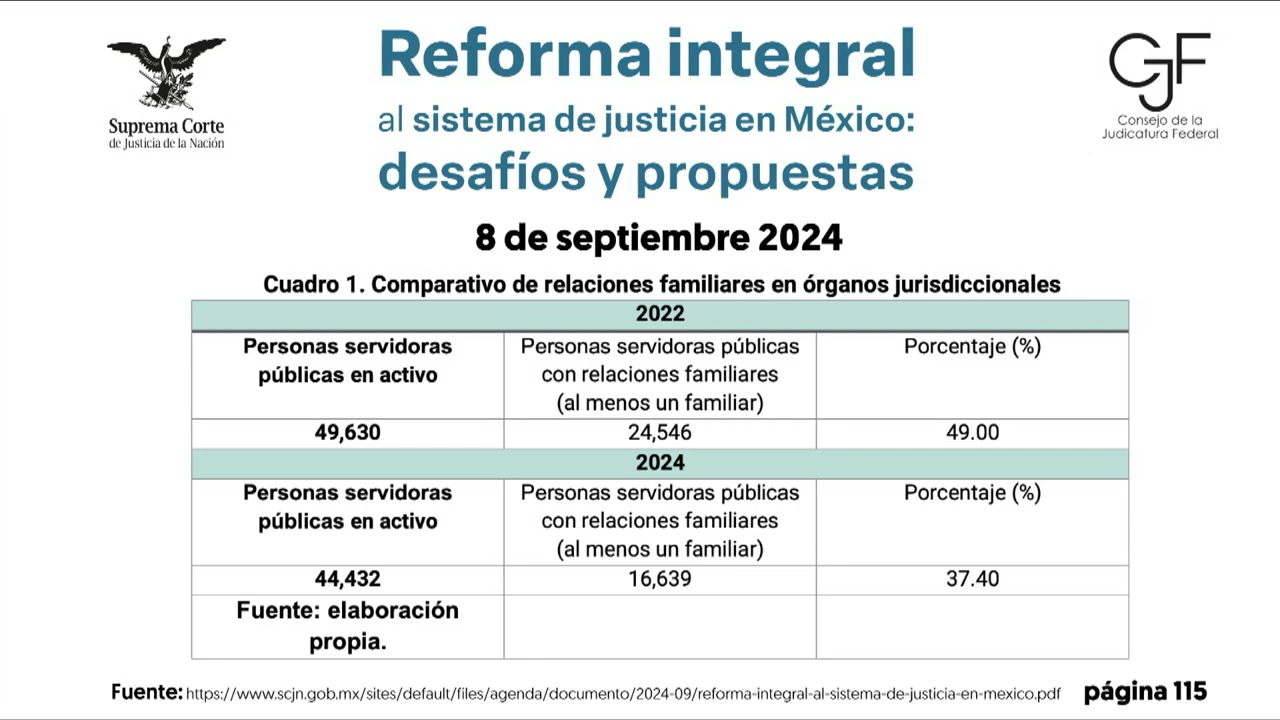 Reforma integral
al sistema de justicia en México:
desafíos y propuestas
Suprema Corte
de Justicia de la Nación
CJF
Consejo de la
Judicatura Federal
8 de septiembre 2024
Cuadro 1. Comparativo de relaciones familiares en órganos jurisdiccionales
2022
Personas servidoras
públicas en activo
Personas servidoras públicas
con relaciones familiares
(al menos un familiar)
Porcentaje (%)
49,630
24,546
49.00
2024
Personas servidoras
públicas en activo
Personas servidoras públicas
con relaciones familiares
(al menos un familiar)
Porcentaje (%)
44,432
16,639
37.40
Fuente: elaboración
propia.
Fuente: https://www.scjn.gob.mx/sites/default/files/agenda/documento/2024-09/reforma-integral-al-sistema-de-justicia-en-mexico.pdf página 115